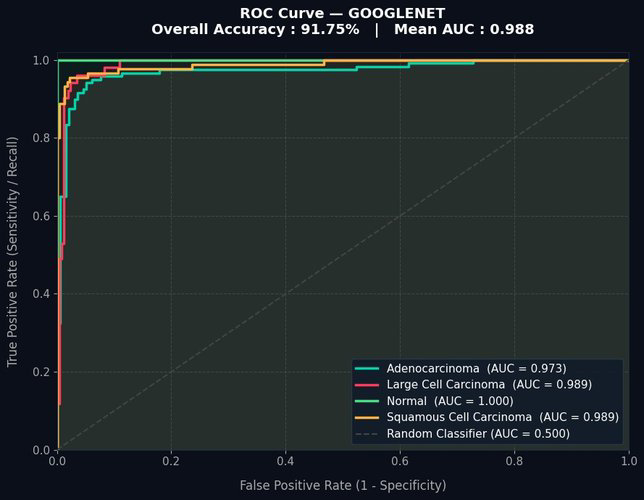 ROC Curve — GOOGLENET
Overall Accuracy : 91.75%   |   Mean AUC : 0.988
True Positive Rate (Sensitivity / Recall)
1.0
0.8
0.6
0.4
0.2
0.0
Adenocarcinoma  (AUC = 0.973)
Large Cell Carcinoma  (AUC = 0.989)
Normal  (AUC = 1.000)
Squamous Cell Carcinoma  (AUC = 0.989)
Random Classifier (AUC = 0.500)
0.0 0.2 0.4 0.6 0.8 1.0
False Positive Rate (1 - Specificity)